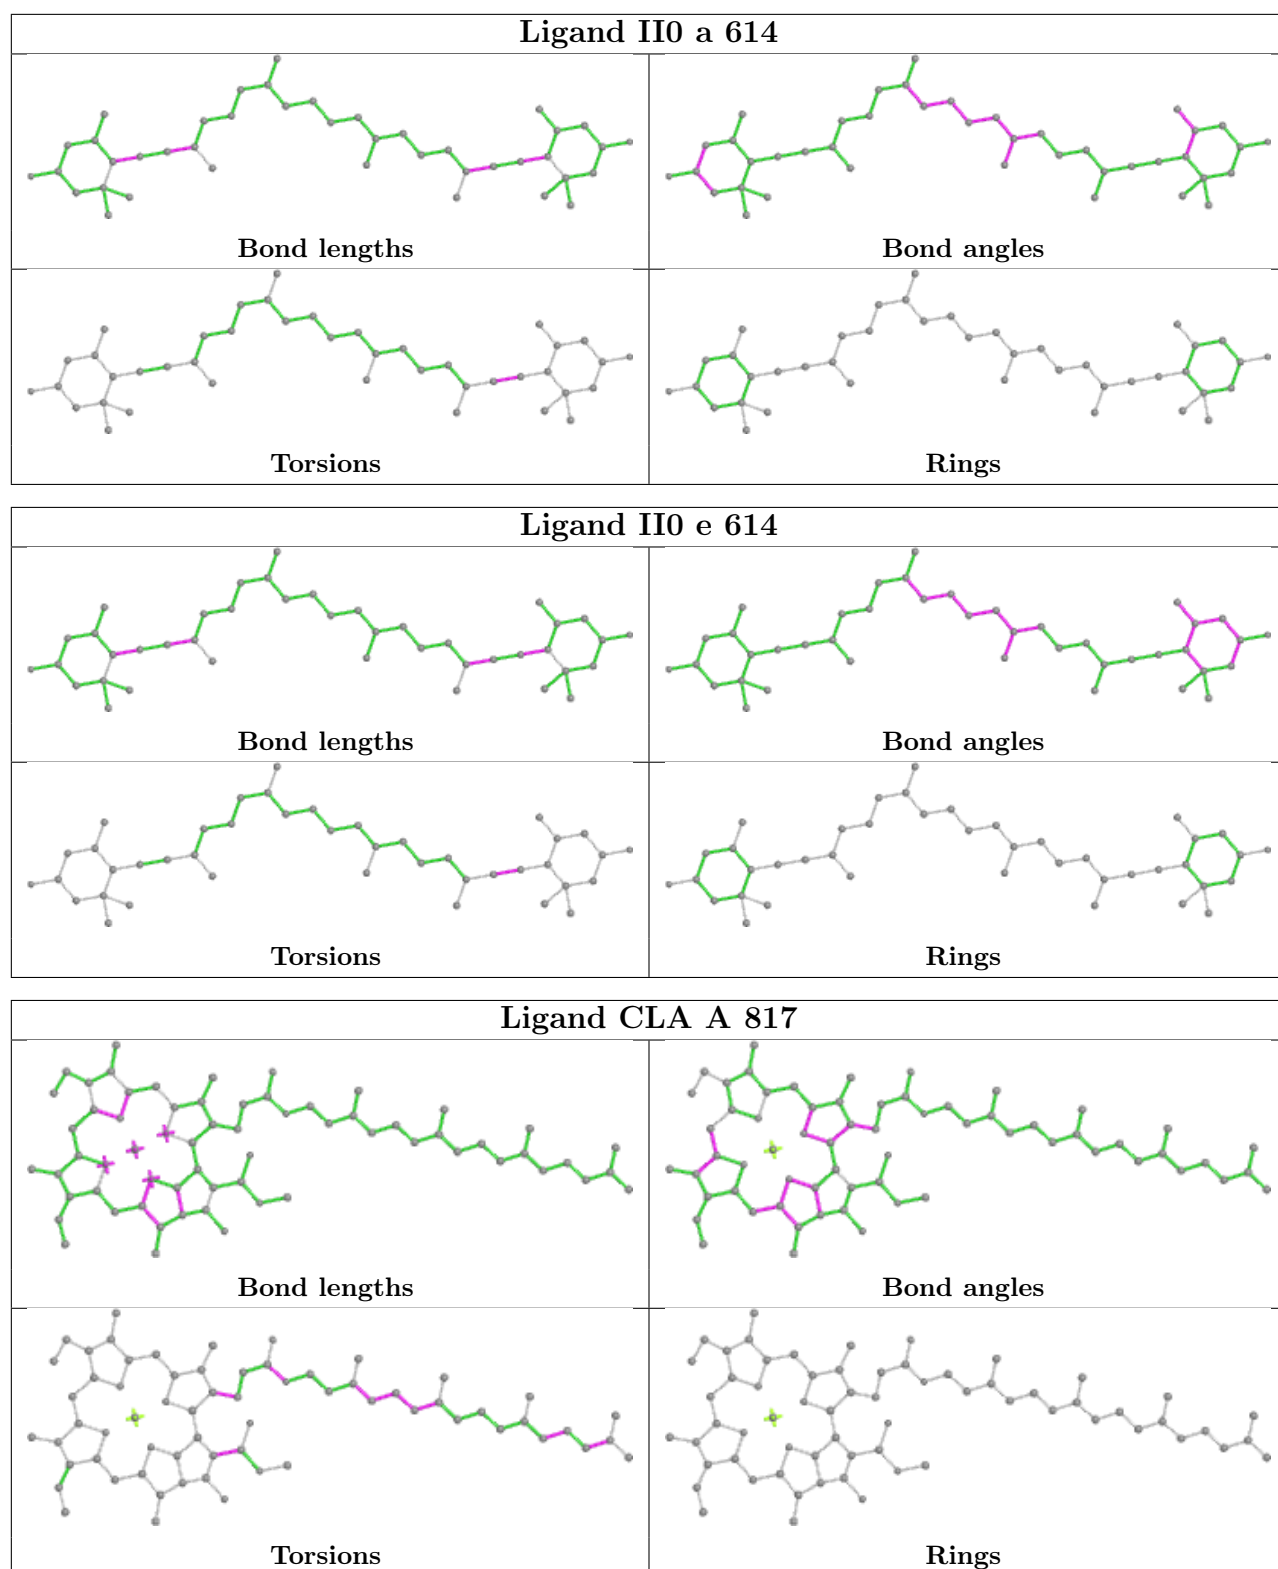 Ligand II0 a 614
Bond lengths
Bond angles
Torsions
Rings
Ligand II0 e 614
Bond lengths
Bond angles
Torsions
Rings
Ligand CLA A 817
Bond lengths
Bond angles
Torsions
Rings